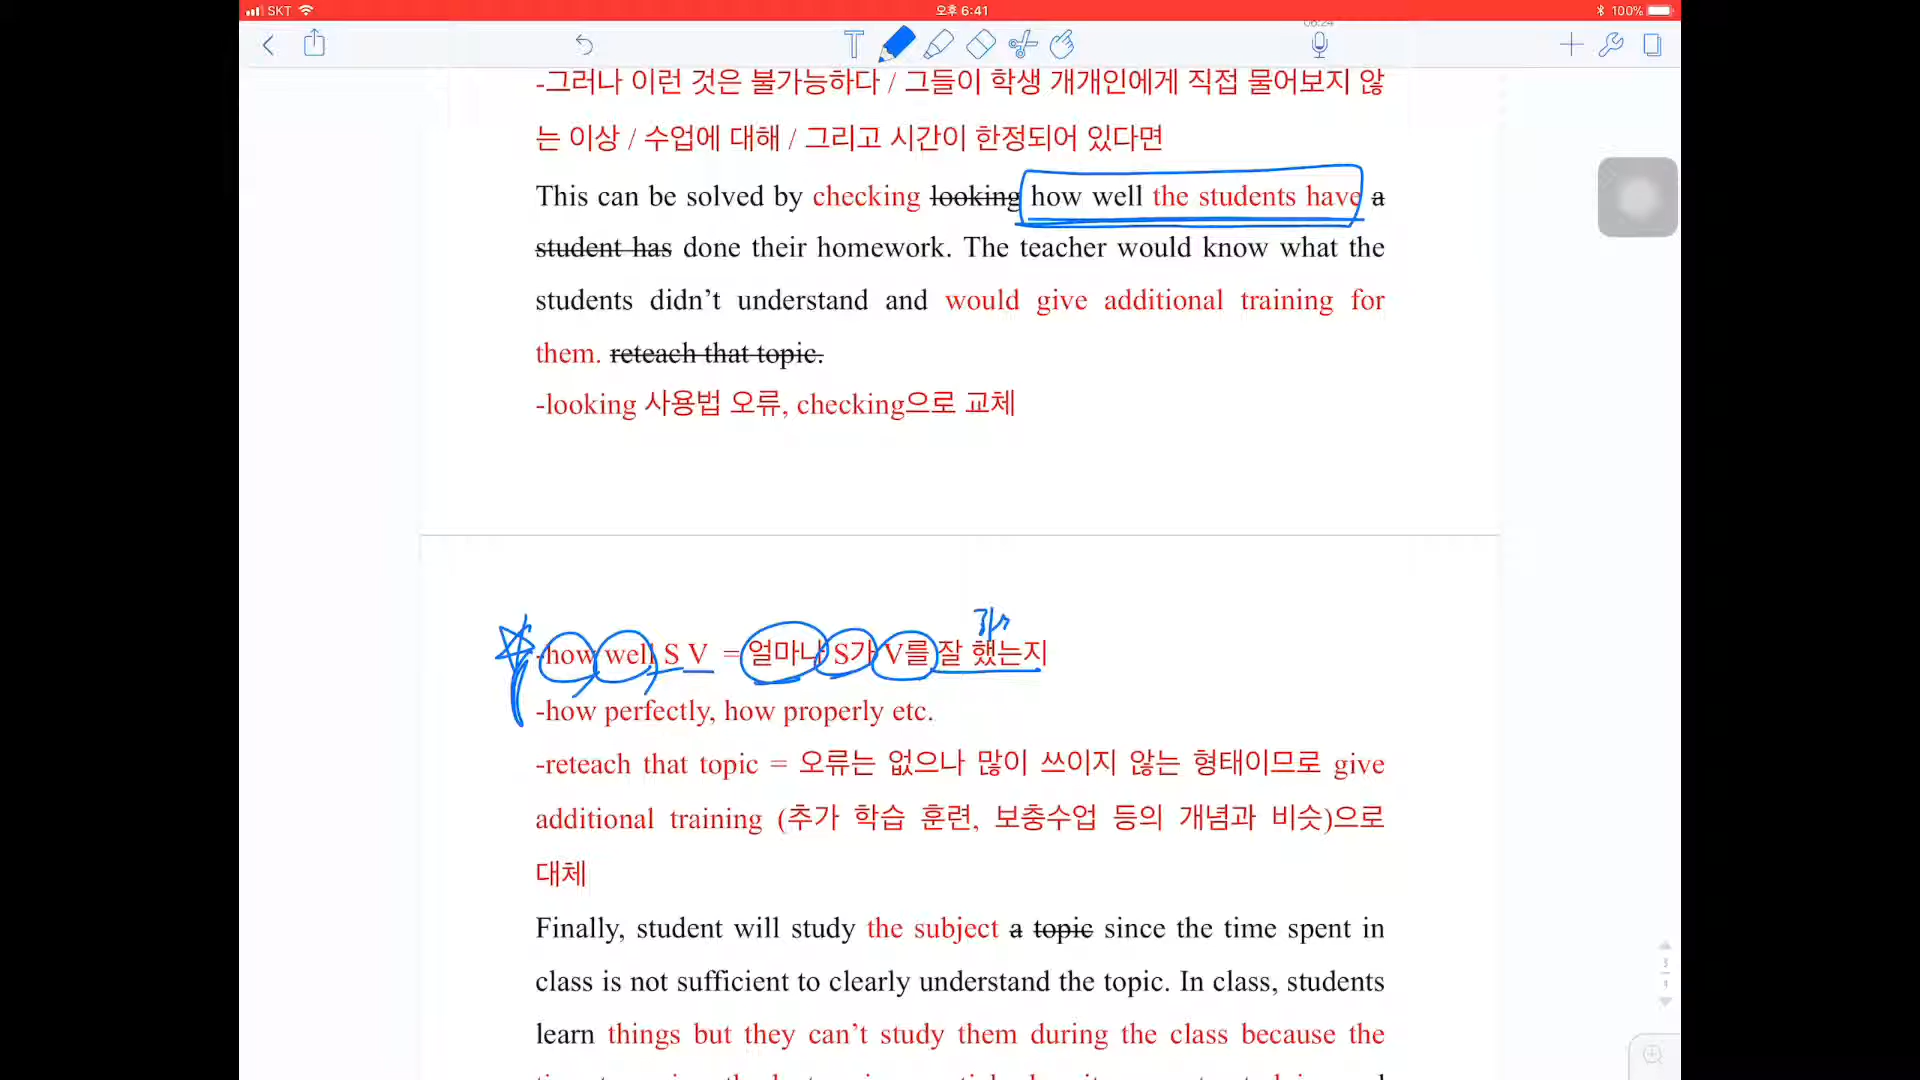 SKT 오후 6:41 100%
06:24
-그러나 이런 것은 불가능하다 / 그들이 학생 개개인에게 직접 물어보지 않
는 이상 / 수업에 대해 / 그리고 시간이 한정되어 있다면
This can be solved by checking looking how well the students have a
student has done their homework. The teacher would know what the
students didn’t understand and would give additional training for
them. reteach that topic.
-looking 사용법 오류, checking으로 교체
-how well S V = 얼마나 S가 V를 잘 했는지
-how perfectly, how properly etc.
-reteach that topic = 오류는 없으나 많이 쓰이지 않는 형태이므로 give
additional training (추가 학습 훈련, 보충수업 등의 개념과 비슷)으로
대체
Finally, student will study the subject a topic since the time spent in
class is not sufficient to clearly understand the topic. In class, students
learn things but they can’t study them during the class because the